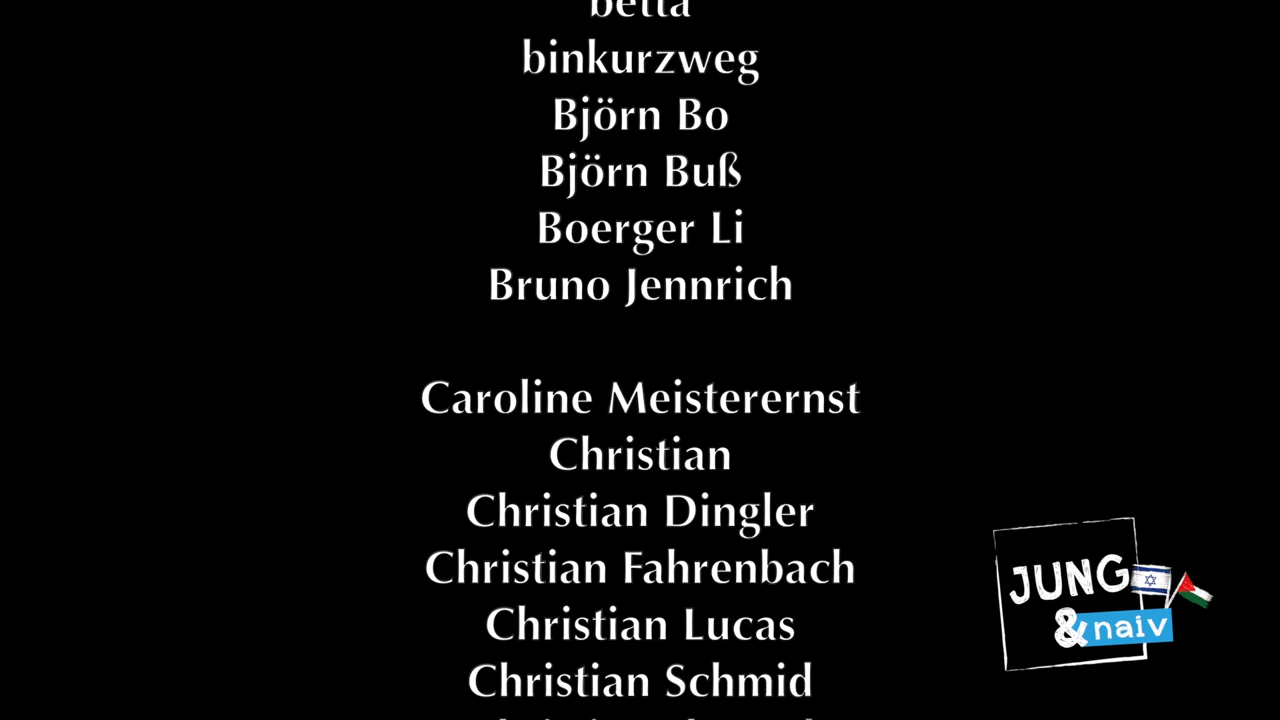 betta
binkurzweg
Björn Bo
Björn Buß
Boerger Li
Bruno Jennrich
Caroline Meisterernst
Christian
Christian Dingler
Christian Fahrenbach
Christian Lucas
Christian Schmid
JUNG
& naiv